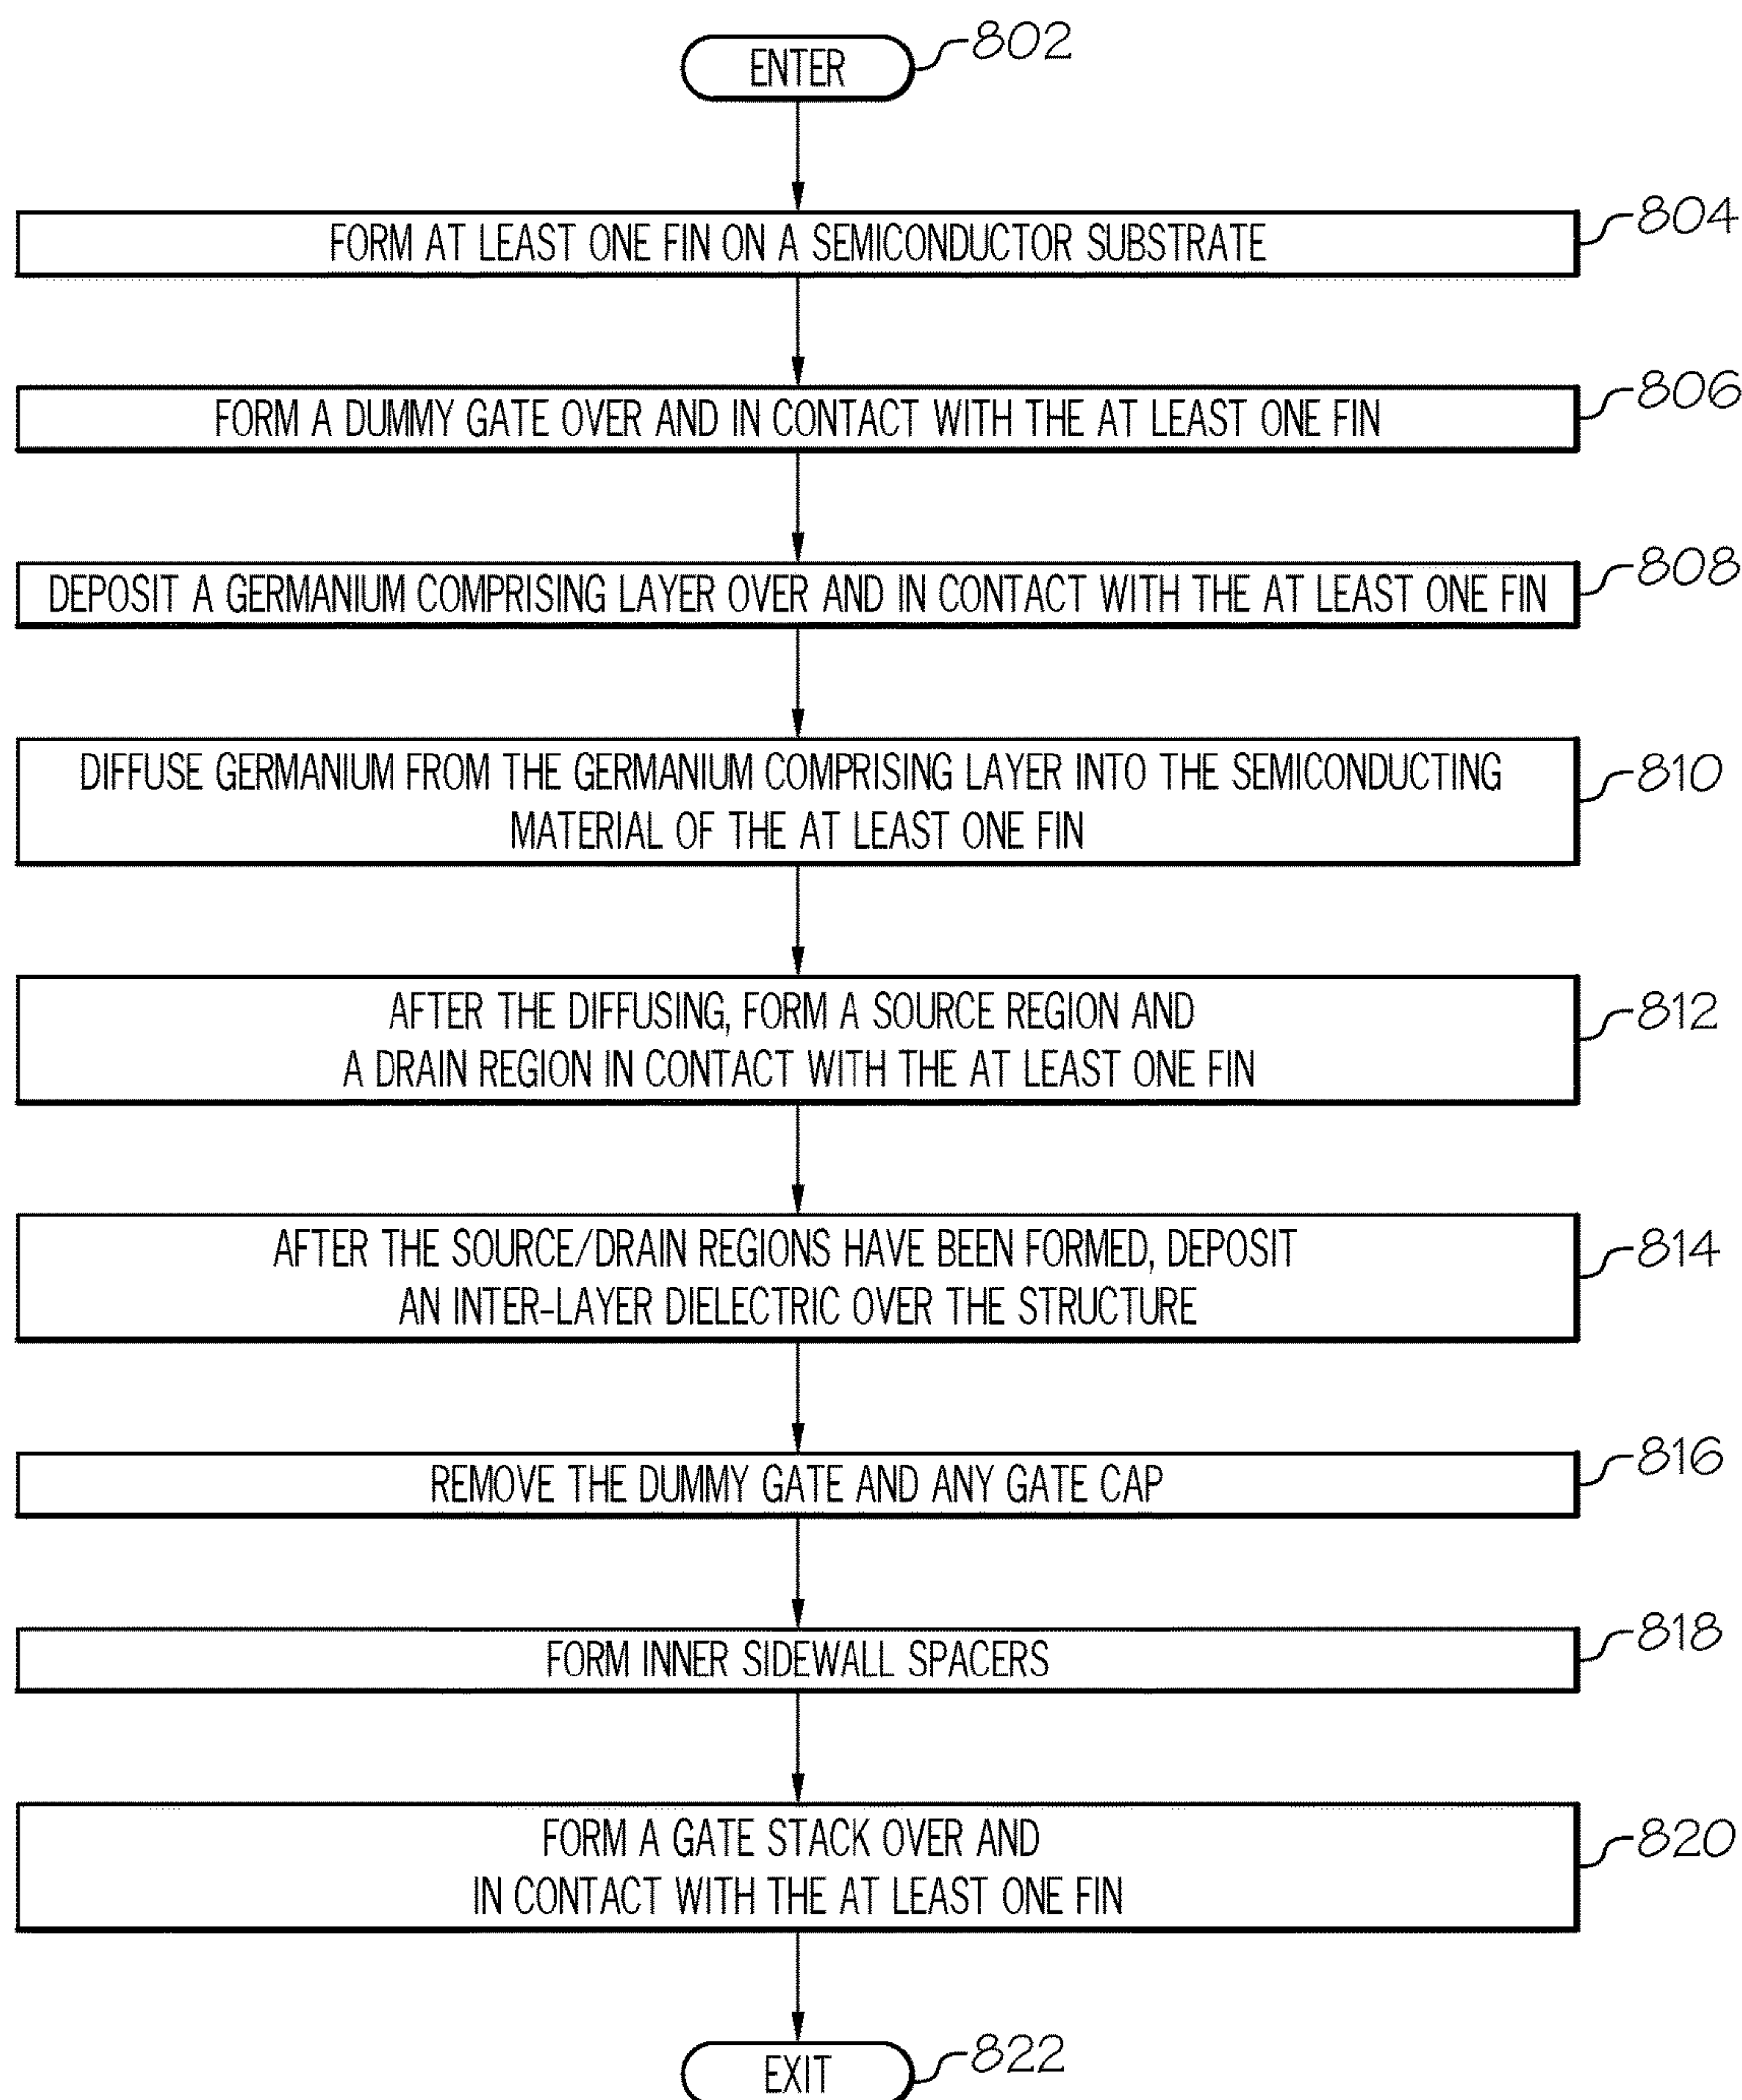 ENTER 802
FORM AT LEAST ONE FIN ON A SEMICONDUCTOR SUBSTRATE 804
FORM A DUMMY GATE OVER AND IN CONTACT WITH THE AT LEAST ONE FIN 806
DEPOSIT A GERMANIUM COMPRISING LAYER OVER AND IN CONTACT WITH THE AT LEAST ONE FIN 808
DIFFUSE GERMANIUM FROM THE GERMANIUM COMPRISING LAYER INTO THE SEMICONDUCTING 810
MATERIAL OF THE AT LEAST ONE FIN
AFTER THE DIFFUSING, FORM A SOURCE REGION AND 812
A DRAIN REGION IN CONTACT WITH THE AT LEAST ONE FIN
AFTER THE SOURCE/DRAIN REGIONS HAVE BEEN FORMED, DEPOSIT 814
AN INTER-LAYER DIELECTRIC OVER THE STRUCTURE
REMOVE THE DUMMY GATE AND ANY GATE CAP 816
FORM INNER SIDEWALL SPACERS 818
FORM A GATE STACK OVER AND 820
IN CONTACT WITH THE AT LEAST ONE FIN
EXIT 822